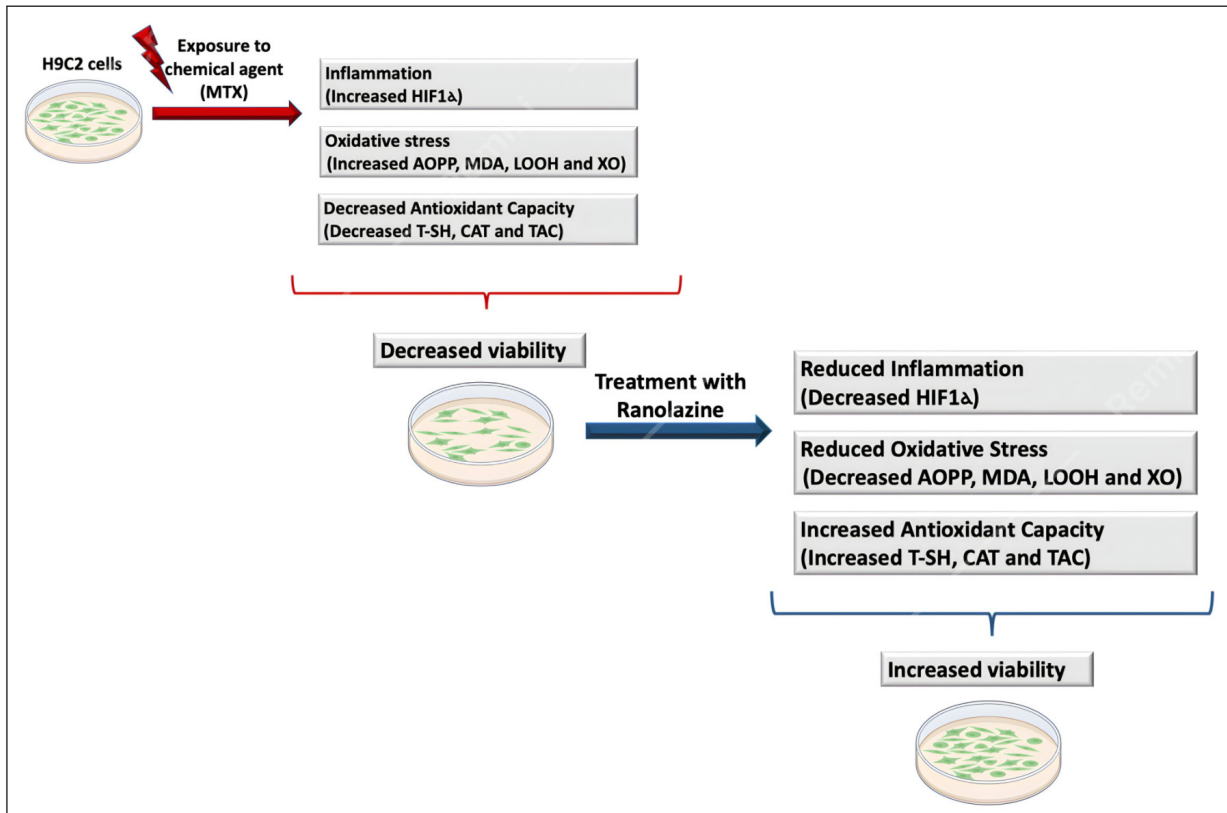 H9C2 cells
Exposure to
chemical agent
(MTX)
Inflammation
(Increased HIF1ձ)
Oxidative stress
(Increased AOPP, MDA, LOOH and XO)
Decreased Antioxidant Capacity
(Decreased T-SH, CAT and TAC)
Decreased viability
Treatment with
Ranolazine
Reduced Inflammation
(Decreased HIF1ձ)
Reduced Oxidative Stress
(Decreased AOPP, MDA, LOOH and XO)
Increased Antioxidant Capacity
(Increased T-SH, CAT and TAC)
Increased viability